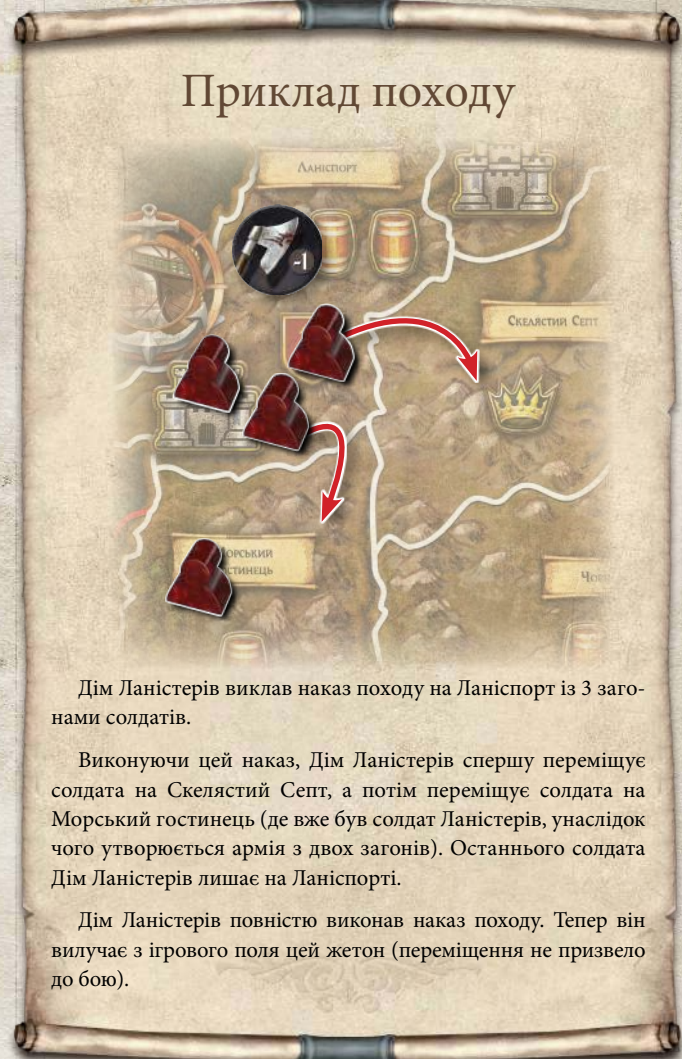 Приклад походу
Ланіспорт
-1
Скелястий Септ
орський
стинець
Дім Ланістерів виклав наказ походу на Ланіспорт із 3 заго-
нами солдатів.
Виконуючи цей наказ, Дім Ланістерів спершу переміщує
солдата на Скелястий Септ, а потім переміщує солдата на
Морський гостинець (де вже був солдат Ланістерів, унаслідок
чого утворюється армія з двох загонів). Останнього солдата
Дім Ланістерів лишає на Ланіспорті.
Дім Ланістерів повністю виконав наказ походу. Тепер він
вилучає з ігрового поля цей жетон (переміщення не призвело
до бою).